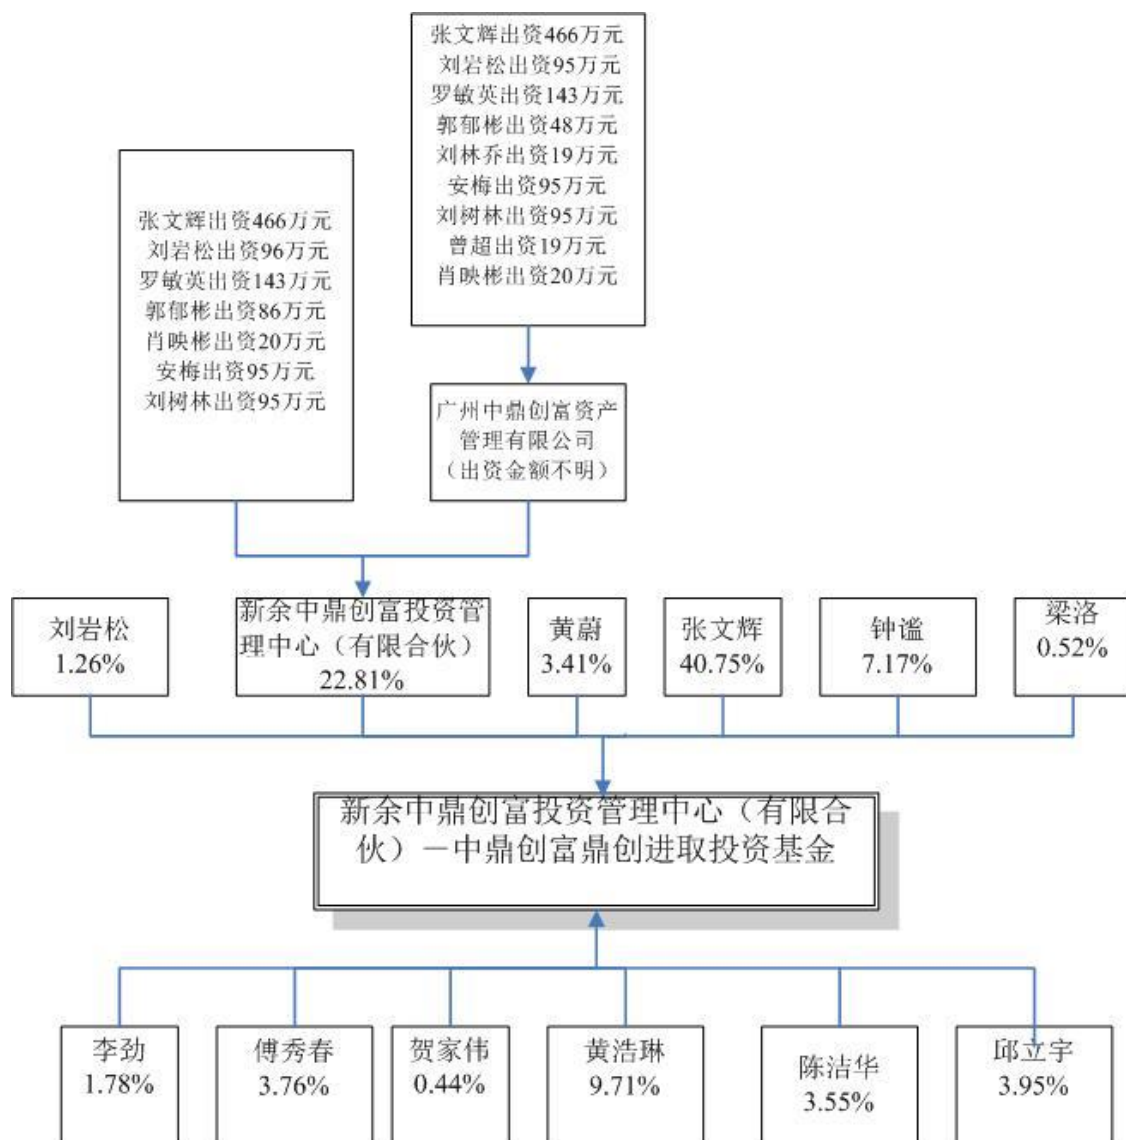 张文辉出资466万元
刘岩松出资95万元
罗敏英出资143万元
郭郁彬出资48万元
刘林乔出资19万元
安梅出资95万元
刘树林出资95万元
曾超出资19万元
肖映彬出资20万元
张文辉出资466万元
刘岩松出资96万元
罗敏英出资143万元
郭郁彬出资86万元
肖映彬出资20万元
安梅出资95万元
刘树林出资95万元
广州中鼎创富资产
管理有限公司
（出资金额不明）
刘岩松
1.26%
新余中鼎创富投资管
理中心（有限合伙）
22.81%
黄蔚
3.41%
张文辉
40.75%
钟谧
7.17%
梁洛
0.52%
新余中鼎创富投资管理中心（有限合
伙）－中鼎创富鼎创进取投资基金
李劲
1.78%
傅秀春
3.76%
贺家伟
0.44%
黄浩琳
9.71%
陈洁华
3.55%
邱立宇
3.95%